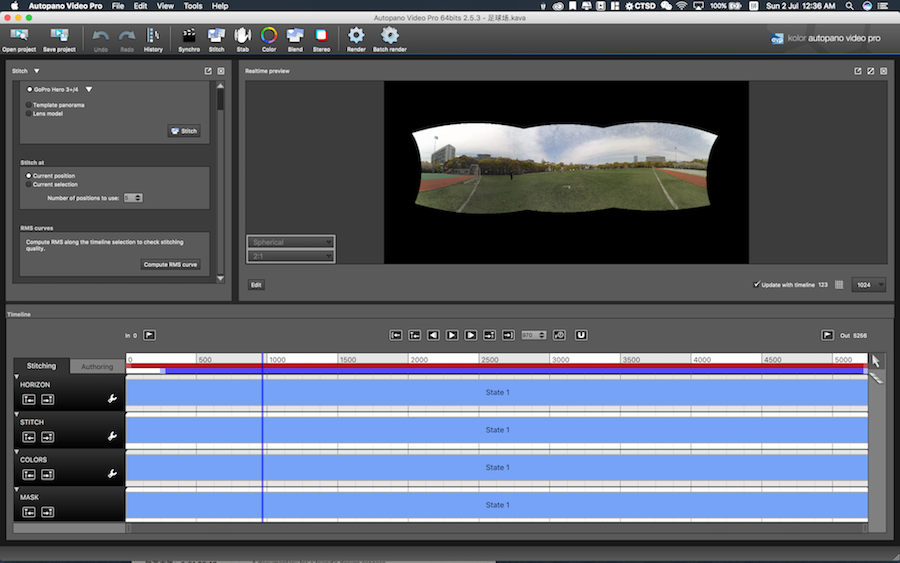 Autopano Video Pro File Edit View Tools Help CTSD 100% Sun 2 Jul 12:36 AM
Autopano Video Pro 64bits 2.5.3 - 足球场.kava
Open project Save project Undo Redo History Synchro Stitch Stab Color Blend Stereo Render Batch render
kolor autopano video pro
Stitch
Realtime preview
GoPro Hero 3+/4
Template panorama
Lens model
Stitch
Stitch at
Current position
Current selection
Number of positions to use:
RMS curves
Compute RMS along the timeline selection to check stitching
quality.
Compute RMS curve
Spherical
2:1
Edit
Update with timeline 123
1024
Timeline
In 0
970
Out 5256
Stitching
Authoring
0 500 1000 1500 2000 2500 3000 3500 4000 4500 5000
HORIZON
State 1
STITCH
State 1
COLORS
State 1
MASK
State 1